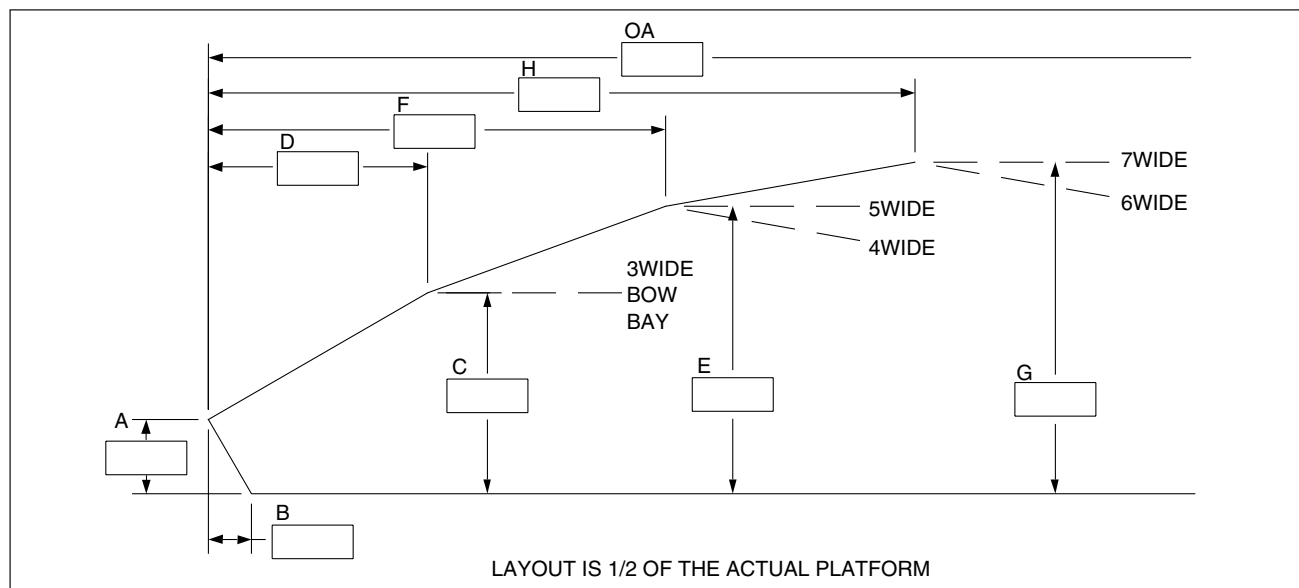 OA
H
F
D
7WIDE
6WIDE
5WIDE
4WIDE
3WIDE
BOW
BAY
C
E
G
A
B
LAYOUT IS 1/2 OF THE ACTUAL PLATFORM